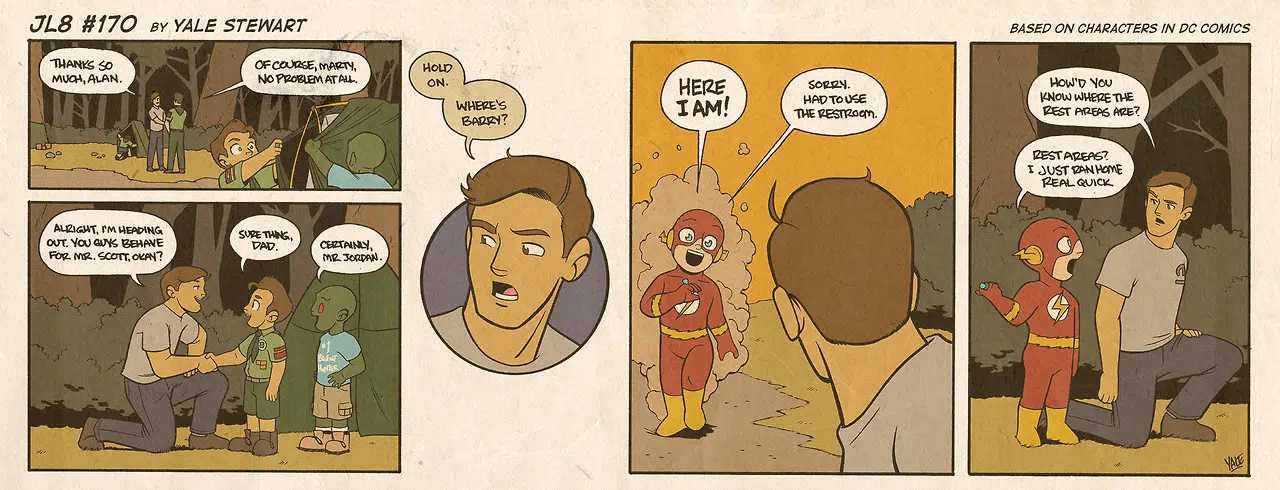 JL8 #170 BY YALE STEWART
BASED ON CHARACTERS IN DC COMICS
THANKS SO
MUCH, ALAN.
OF COURSE, MARTY,
NO PROBLEM AT ALL.
ALRIGHT, I'M HEADING
OUT. YOU GUYS BEHAVE
FOR MR. SCOTT, OKAY?
SURE THING,
DAD.
CERTAINLY,
MR. JORDAN.
#1
HOLD
ON.
WHERE'S
BARRY?
HERE
I AM!
SORRY.
HAD TO USE
THE RESTROOM.
HOW'D YOU
KNOW WHERE THE
REST AREAS ARE?
REST AREAS?
I JUST RAN HOME
REAL QUICK.
YALE